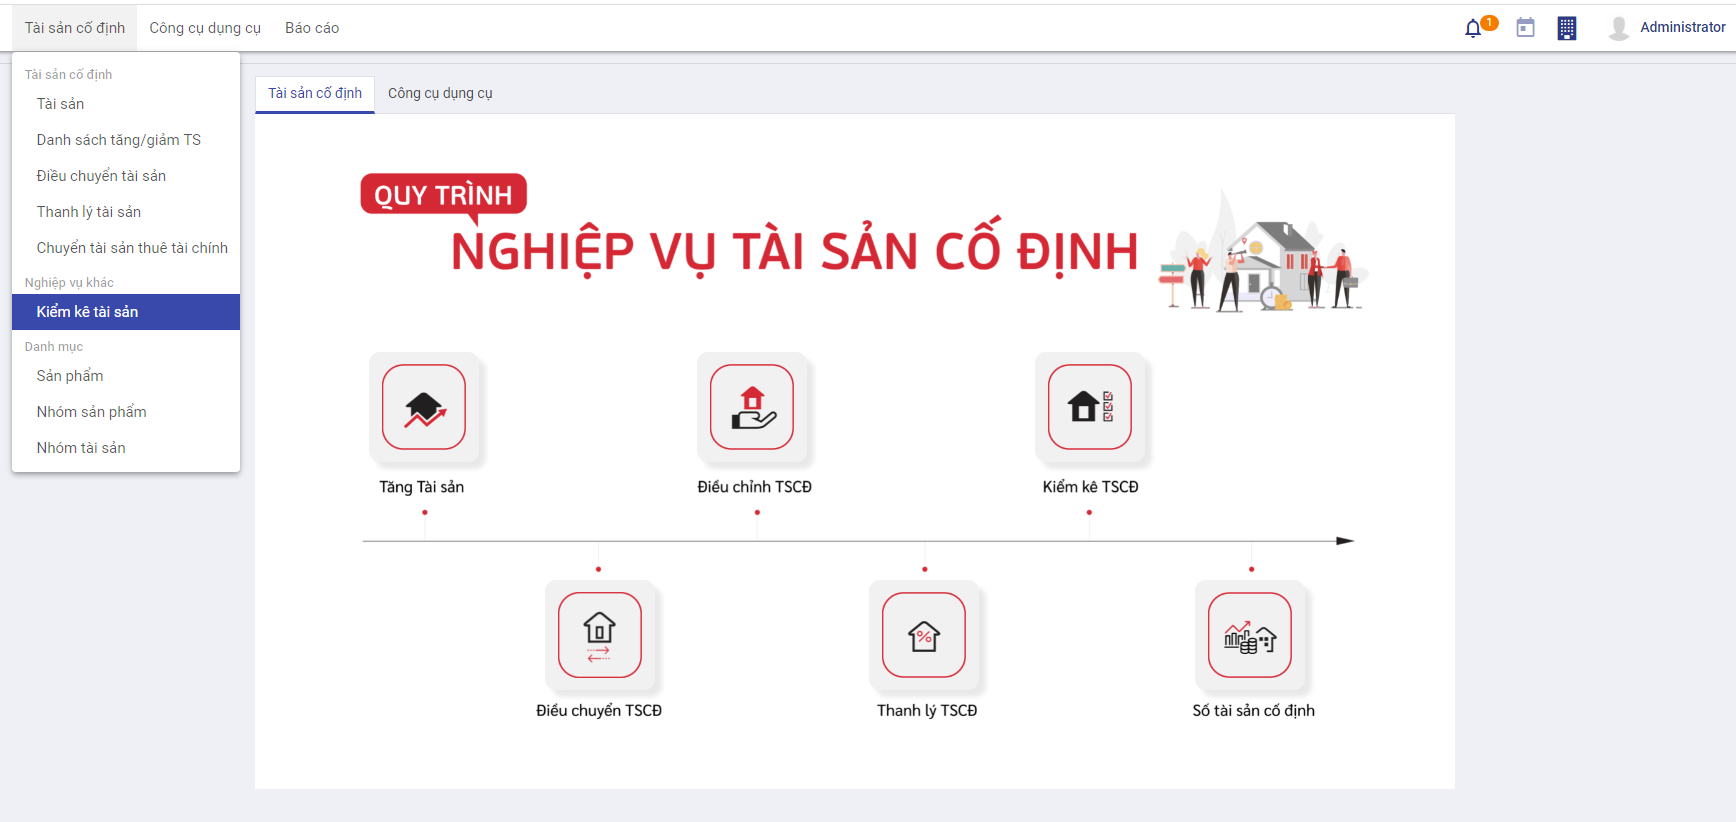 Tài sản cố định
Công cụ dụng cụ
Báo cáo
1
Administrator
Tài sản cố định
Tài sản
Danh sách tăng/giảm TS
Điều chuyển tài sản
Thanh lý tài sản
Chuyển tài sản thuê tài chính
Nghiệp vụ khác
Kiểm kê tài sản
Danh mục
Sản phẩm
Nhóm sản phẩm
Nhóm tài sản
Tài sản cố định
Công cụ dụng cụ
QUY TRÌNH
NGHIỆP VỤ TÀI SẢN CỐ ĐỊNH
Tăng Tài sản
Điều chỉnh TSCĐ
Kiểm kê TSCĐ
Điều chuyển TSCĐ
Thanh lý TSCĐ
Số tài sản cố định